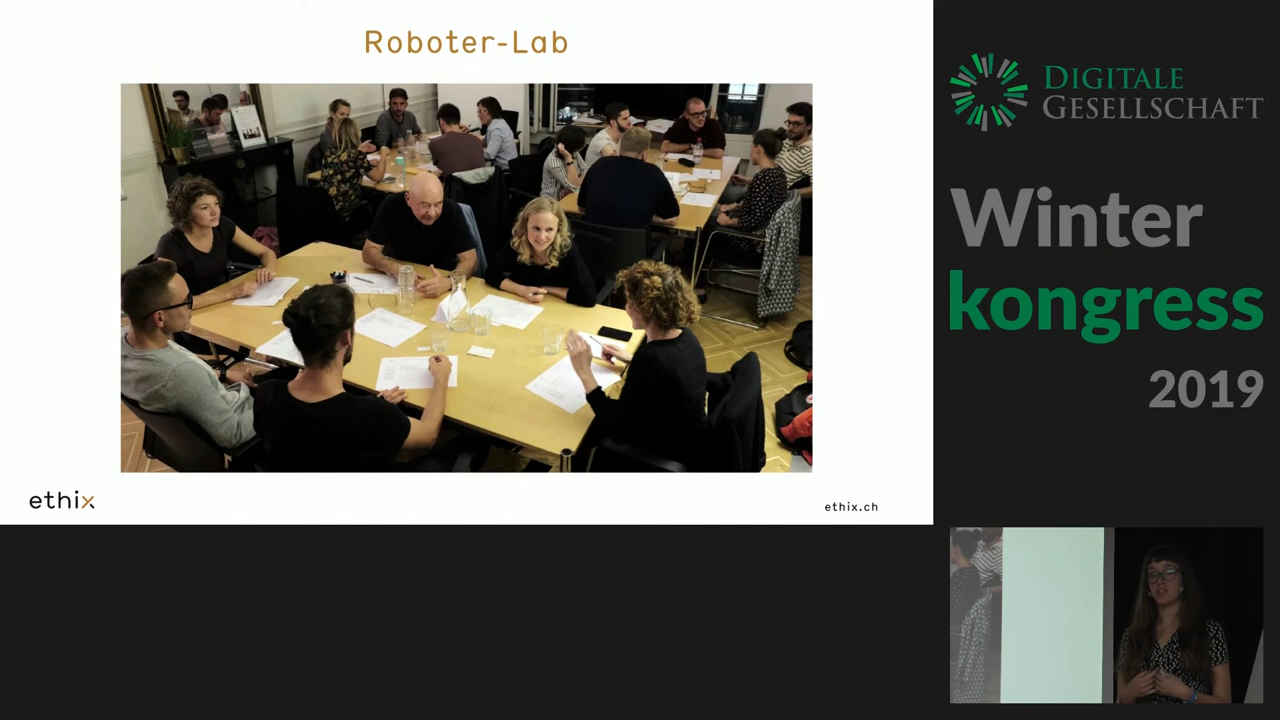 Roboter-Lab
ethix
ethix.ch
DIGITALE
GESELLSCHAFT
Winter
kongress
2019